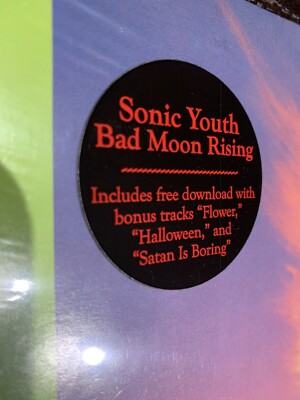 Sonic Youth
Bad Moon Rising
Includes free download with
bonus tracks “Flower,”
“Halloween,” and
“Satan Is Boring”